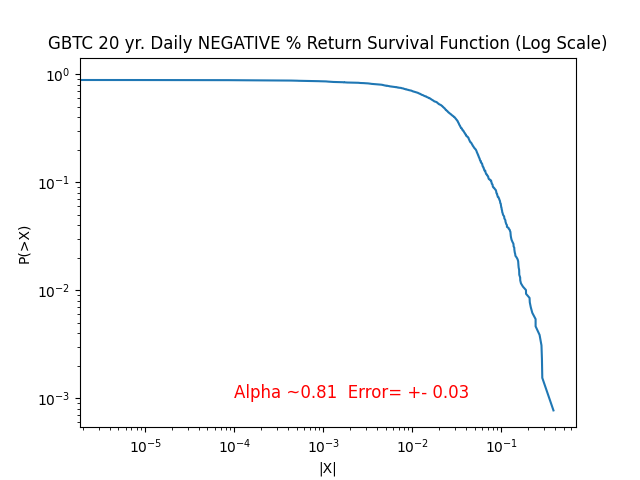 GBTC 20 yr. Daily NEGATIVE % Return Survival Function (Log Scale)
10⁰
10⁻¹
10⁻²
10⁻³
P(>X)
Alpha ~0.81  Error= +- 0.03
10⁻⁵ 10⁻⁴ 10⁻³ 10⁻² 10⁻¹
|X|